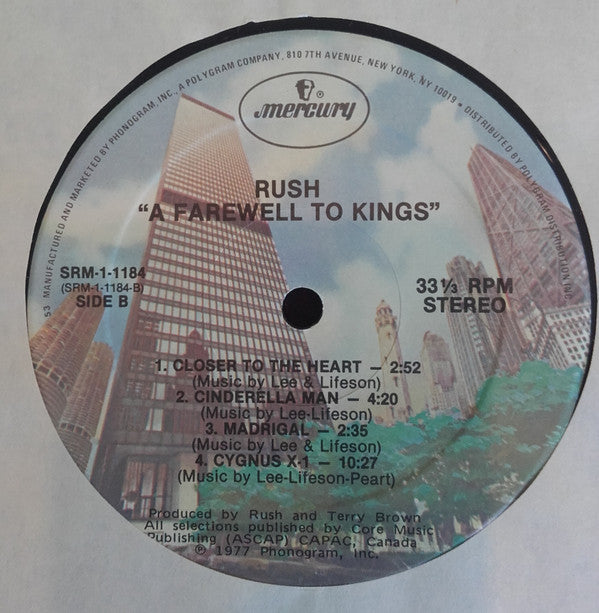 53 MANUFACTURED AND MARKETED BY PHONOGRAM, INC., A POLYGRAM COMPANY, 810 7TH AVENUE, NEW YORK, NY 10019 • DISTRIBUTED BY POLYGRAM DISTRIBUTION, INC.
® mercury
RUSH
"A FAREWELL TO KINGS"
SRM-1-1184
(SRM-1-1184-B)
SIDE B
33⅓ RPM
STEREO
1. CLOSER TO THE HEART — 2:52
(Music by Lee & Lifeson)
2. CINDERELLA MAN — 4:20
(Music by Lee-Lifeson)
3. MADRIGAL — 2:35
(Music by Lee & Lifeson)
4. CYGNUS X-1 — 10:27
(Music by Lee-Lifeson-Peart)
Produced by Rush and Terry Brown
All selections published by Core Music
Publishing (ASCAP) CAPAC, Canada
℗ 1977 Phonogram, Inc.